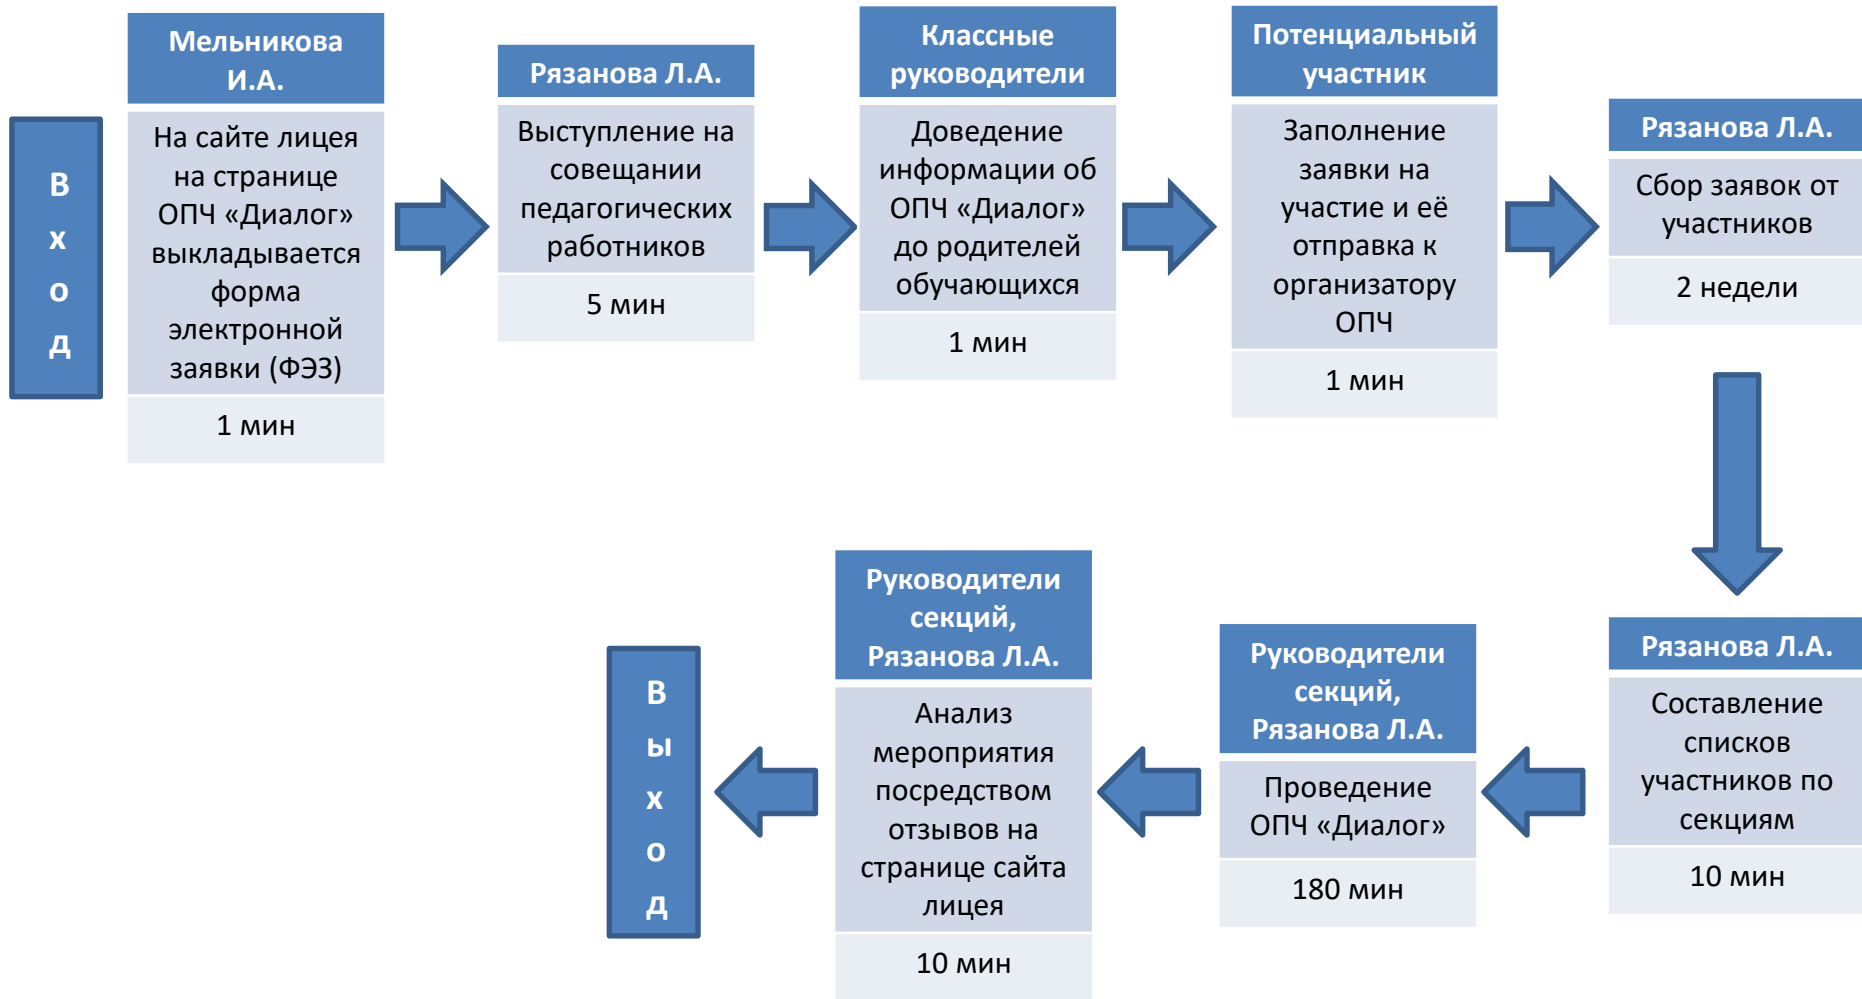 В
х
о
д
Мельникова
И.А.
На сайте лицея
на странице
ОПЧ «Диалог»
выкладывается
форма
электронной
заявки (ФЭЗ)
1 мин
Рязанова Л.А.
Выступление на
совещании
педагогических
работников
5 мин
Классные
руководители
Доведение
информации об
ОПЧ «Диалог»
до родителей
обучающихся
1 мин
Потенциальный
участник
Заполнение
заявки на
участие и её
отправка к
организатору
ОПЧ
1 мин
Рязанова Л.А.
Сбор заявок от
участников
2 недели
Рязанова Л.А.
Составление
списков
участников по
секциям
10 мин
Руководители
секций,
Рязанова Л.А.
Проведение
ОПЧ «Диалог»
180 мин
Руководители
секций,
Рязанова Л.А.
Анализ
мероприятия
посредством
отзывов на
странице сайта
лицея
10 мин
В
ы
х
о
д